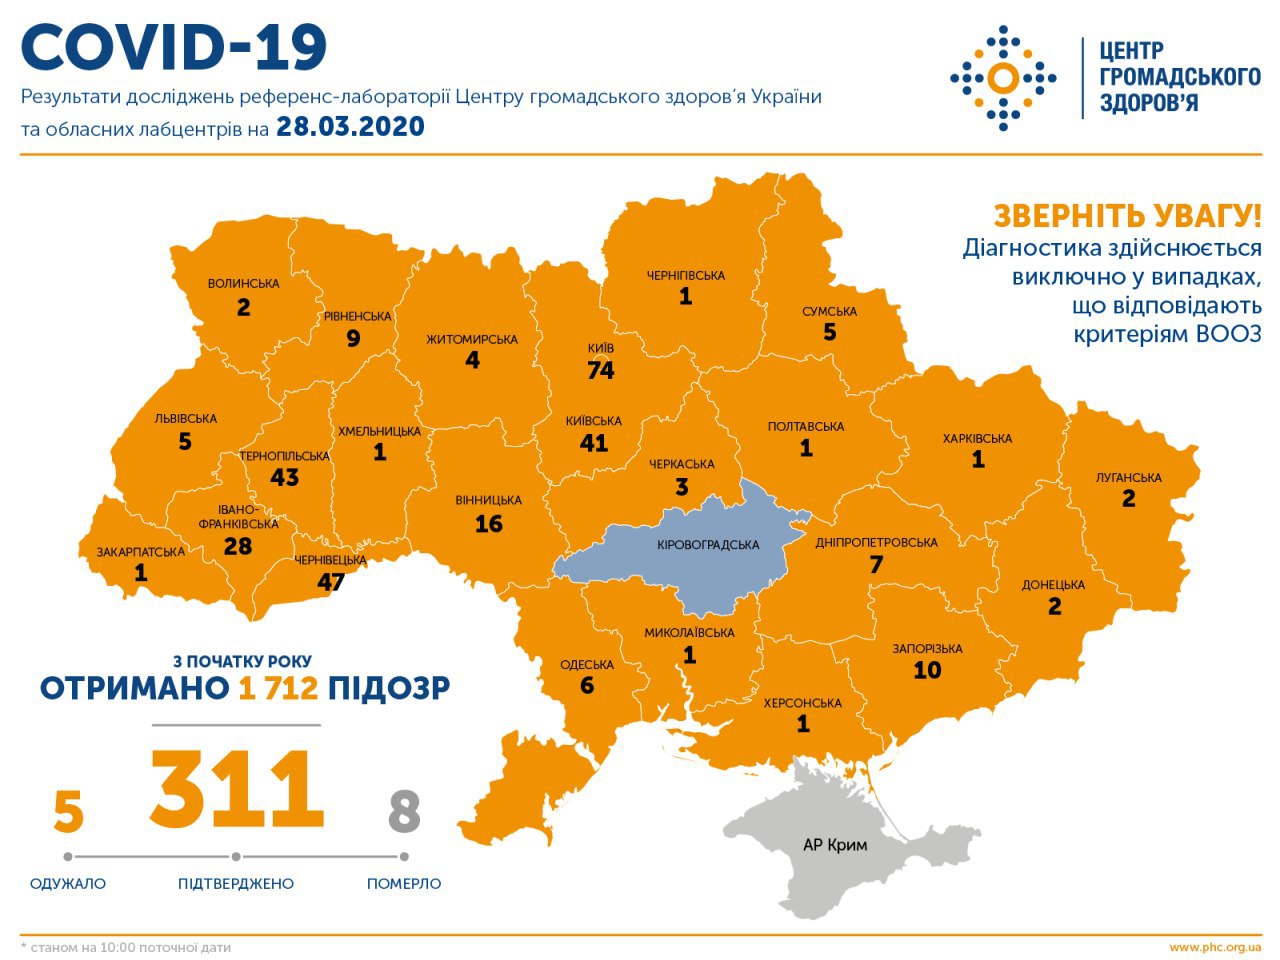 COVID-19
Результати досліджень референс-лабораторії Центру громадського здоров’я України
та обласних лабцентрів на 28.03.2020
ЦЕНТР
ГРОМАДСЬКОГО
ЗДОРОВ’Я
ЗВЕРНІТЬ УВАГУ!
Діагностика здійснюється
виключно у випадках,
що відповідають
критеріям ВООЗ
ВОЛИНСЬКА
2
РІВНЕНСЬКА
9
ЖИТОМИРСЬКА
4
КИЇВ
74
ЧЕРНІГІВСЬКА
1
СУМСЬКА
5
ЛЬВІВСЬКА
5
ТЕРНОПІЛЬСЬКА
43
ХМЕЛЬНИЦЬКА
1
КИЇВСЬКА
41
ЧЕРКАСЬКА
3
ПОЛТАВСЬКА
1
ХАРКІВСЬКА
1
ЛУГАНСЬКА
2
ЗАКАРПАТСЬКА
1
ІВАНО-
ФРАНКІВСЬКА
28
ЧЕРНІВЕЦЬКА
47
ВІННИЦЬКА
16
КІРОВОГРАДСЬКА
ДНІПРОПЕТРОВСЬКА
7
ДОНЕЦЬКА
2
ОДЕСЬКА
6
МИКОЛАЇВСЬКА
1
ХЕРСОНСЬКА
1
ЗАПОРІЗЬКА
10
АР Крим
З ПОЧАТКУ РОКУ
ОТРИМАНО 1 712 ПІДОЗР
5
311
8
ОДУЖАЛО
ПІДТВЕРДЖЕНО
ПОМЕРЛО
* станом на 10:00 поточної дати
www.phc.org.ua